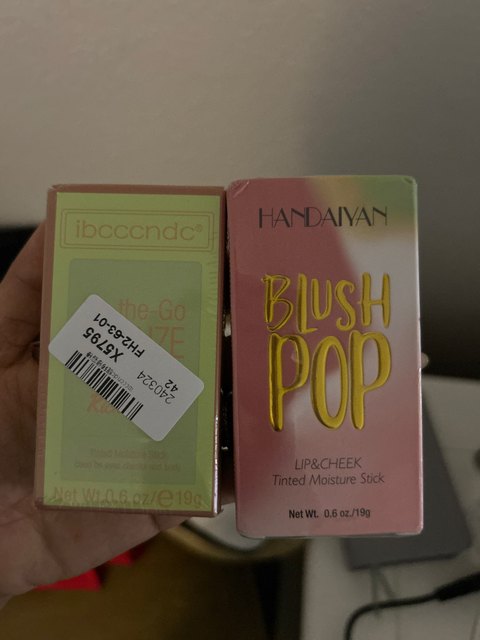 ibcccndc®
the-Go
X5795
FH2-63-01
240324
42
Tinted Moisture Stick
Net Wt. 0.6 oz/ ℮ 19g
HANDAIYAN
BLUSH
POP
LIP&CHEEK
Tinted Moisture Stick
Net Wt. 0.6 oz./19g